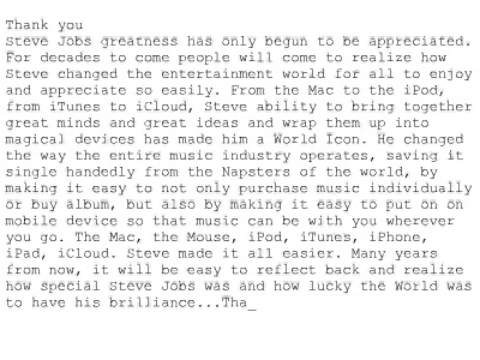 Thank you
Steve Jobs greatness has only begun to be appreciated.
For decades to come people will come to realize how
Steve changed the entertainment world for all to enjoy
and appreciate so easily. From the Mac to the iPod,
from iTunes to iCloud, Steve ability to bring together
great minds and great ideas and wrap them up into
magical devices has made him a World Icon. He changed
the way the entire music industry operates, saving it
single handedly from the Napsters of the world, by
making it easy to not only purchase music individually
or buy album, but also by making it easy to put on on
mobile device so that music can be with you wherever
you go. The Mac, the Mouse, iPod, iTunes, iPhone,
iPad, iCloud. Steve made it all easier. Many years
from now, it will be easy to reflect back and realize
how special Steve Jobs was and how lucky the World was
to have his brilliance...Tha_